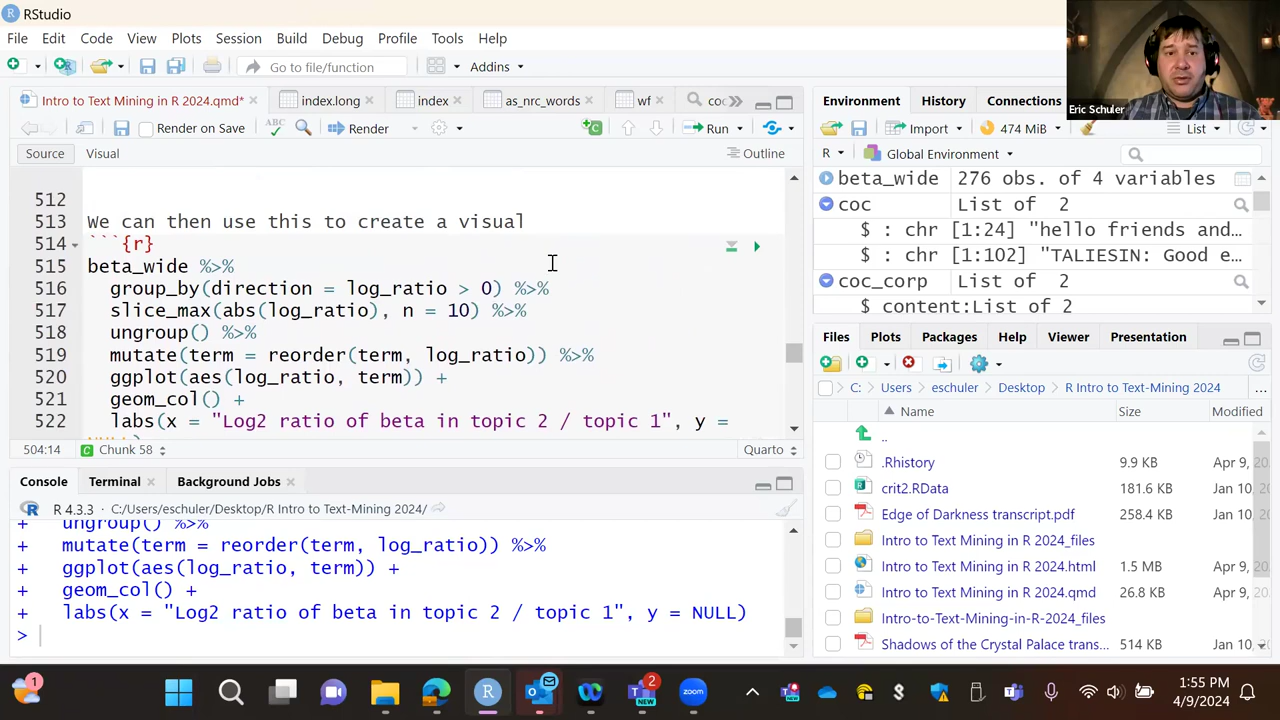 RStudio
File Edit Code View Plots Session Build Debug Profile Tools Help
Go to file/function
Addins
Intro to Text Mining in R 2024.qmd*
index.long
index
as_nrc_words
wf
coc
Render on Save
ABC
Render
Run
Source
Visual
Outline
512
513 We can then use this to create a visual
514 ```{r}
515 beta_wide %>%
516 group_by(direction = log_ratio > 0) %>%
517 slice_max(abs(log_ratio), n = 10) %>%
518 ungroup() %>%
519 mutate(term = reorder(term, log_ratio)) %>%
520 ggplot(aes(log_ratio, term)) +
521 geom_col() +
522 labs(x = "Log2 ratio of beta in topic 2 / topic 1", y =
NULL)
504:14
Chunk 58
Quarto
Console
Terminal
Background Jobs
R 4.3.3 · C:/Users/eschuler/Desktop/R Intro to Text-Mining 2024/
+ ungroup() %>%
+ mutate(term = reorder(term, log_ratio)) %>%
+ ggplot(aes(log_ratio, term)) +
+ geom_col() +
+ labs(x = "Log2 ratio of beta in topic 2 / topic 1", y = NULL)
>
Eric Schuler
Environment
History
Connections
Import
474 MiB
List
R
Global Environment
beta_wide 276 obs. of 4 variables
coc List of 2
$ : chr [1:24] "hello friends and…
$ : chr [1:102] "TALIESIN: Good e…
coc_corp List of 2
$ content:List of 2
Files
Plots
Packages
Help
Viewer
Presentation
C: Users eschuler Desktop R Intro to Text-Mining 2024 ...
Name Size Modified
..
.Rhistory 9.9 KB Apr 9, 20
crit2.RData 181.6 KB Jan 10,
Edge of Darkness transcript.pdf 258.4 KB Jan 10,
Intro to Text Mining in R 2024_files
Intro to Text Mining in R 2024.html 1.5 MB Apr 9, 20
Intro to Text Mining in R 2024.qmd 26.8 KB Apr 9, 20
Intro-to-Text-Mining-in-R-2024_files
Shadows of the Crystal Palace trans... 514 KB Jan 10,
1
2
NEW
NEW
zoom
1:55 PM
4/9/2024